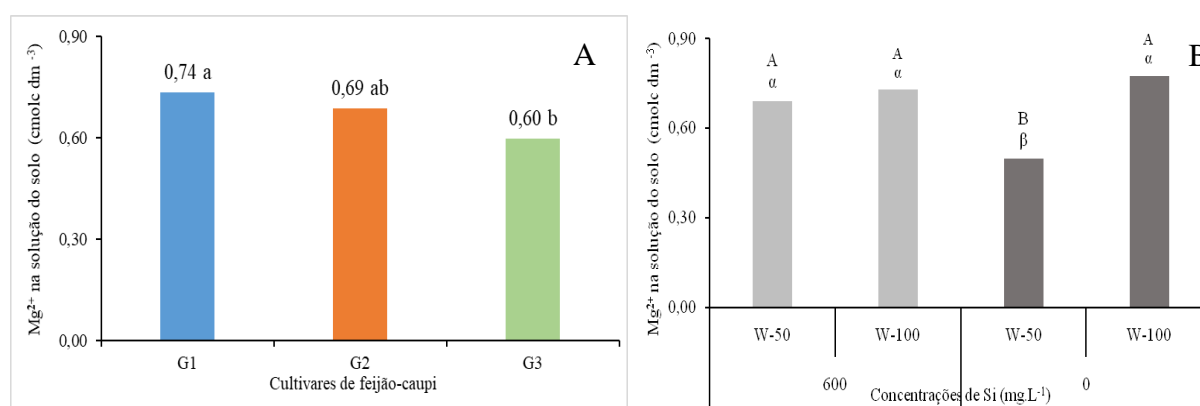 Mg²⁺ na solução do solo (cmolc dm ⁻³)
0,90
0,60
0,30
0,00
A
0,74 a
0,69 ab
0,60 b
G1 G2 G3
Cultivares de feijão-caupi
Mg²⁺ na solução do solo (cmolc dm ⁻³)
0,90
0,60
0,30
0,00
B
A
α
A
α
B
β
A
α
W-50 W-100 W-50 W-100
600 0
Concentrações de Si (mg.L⁻¹)